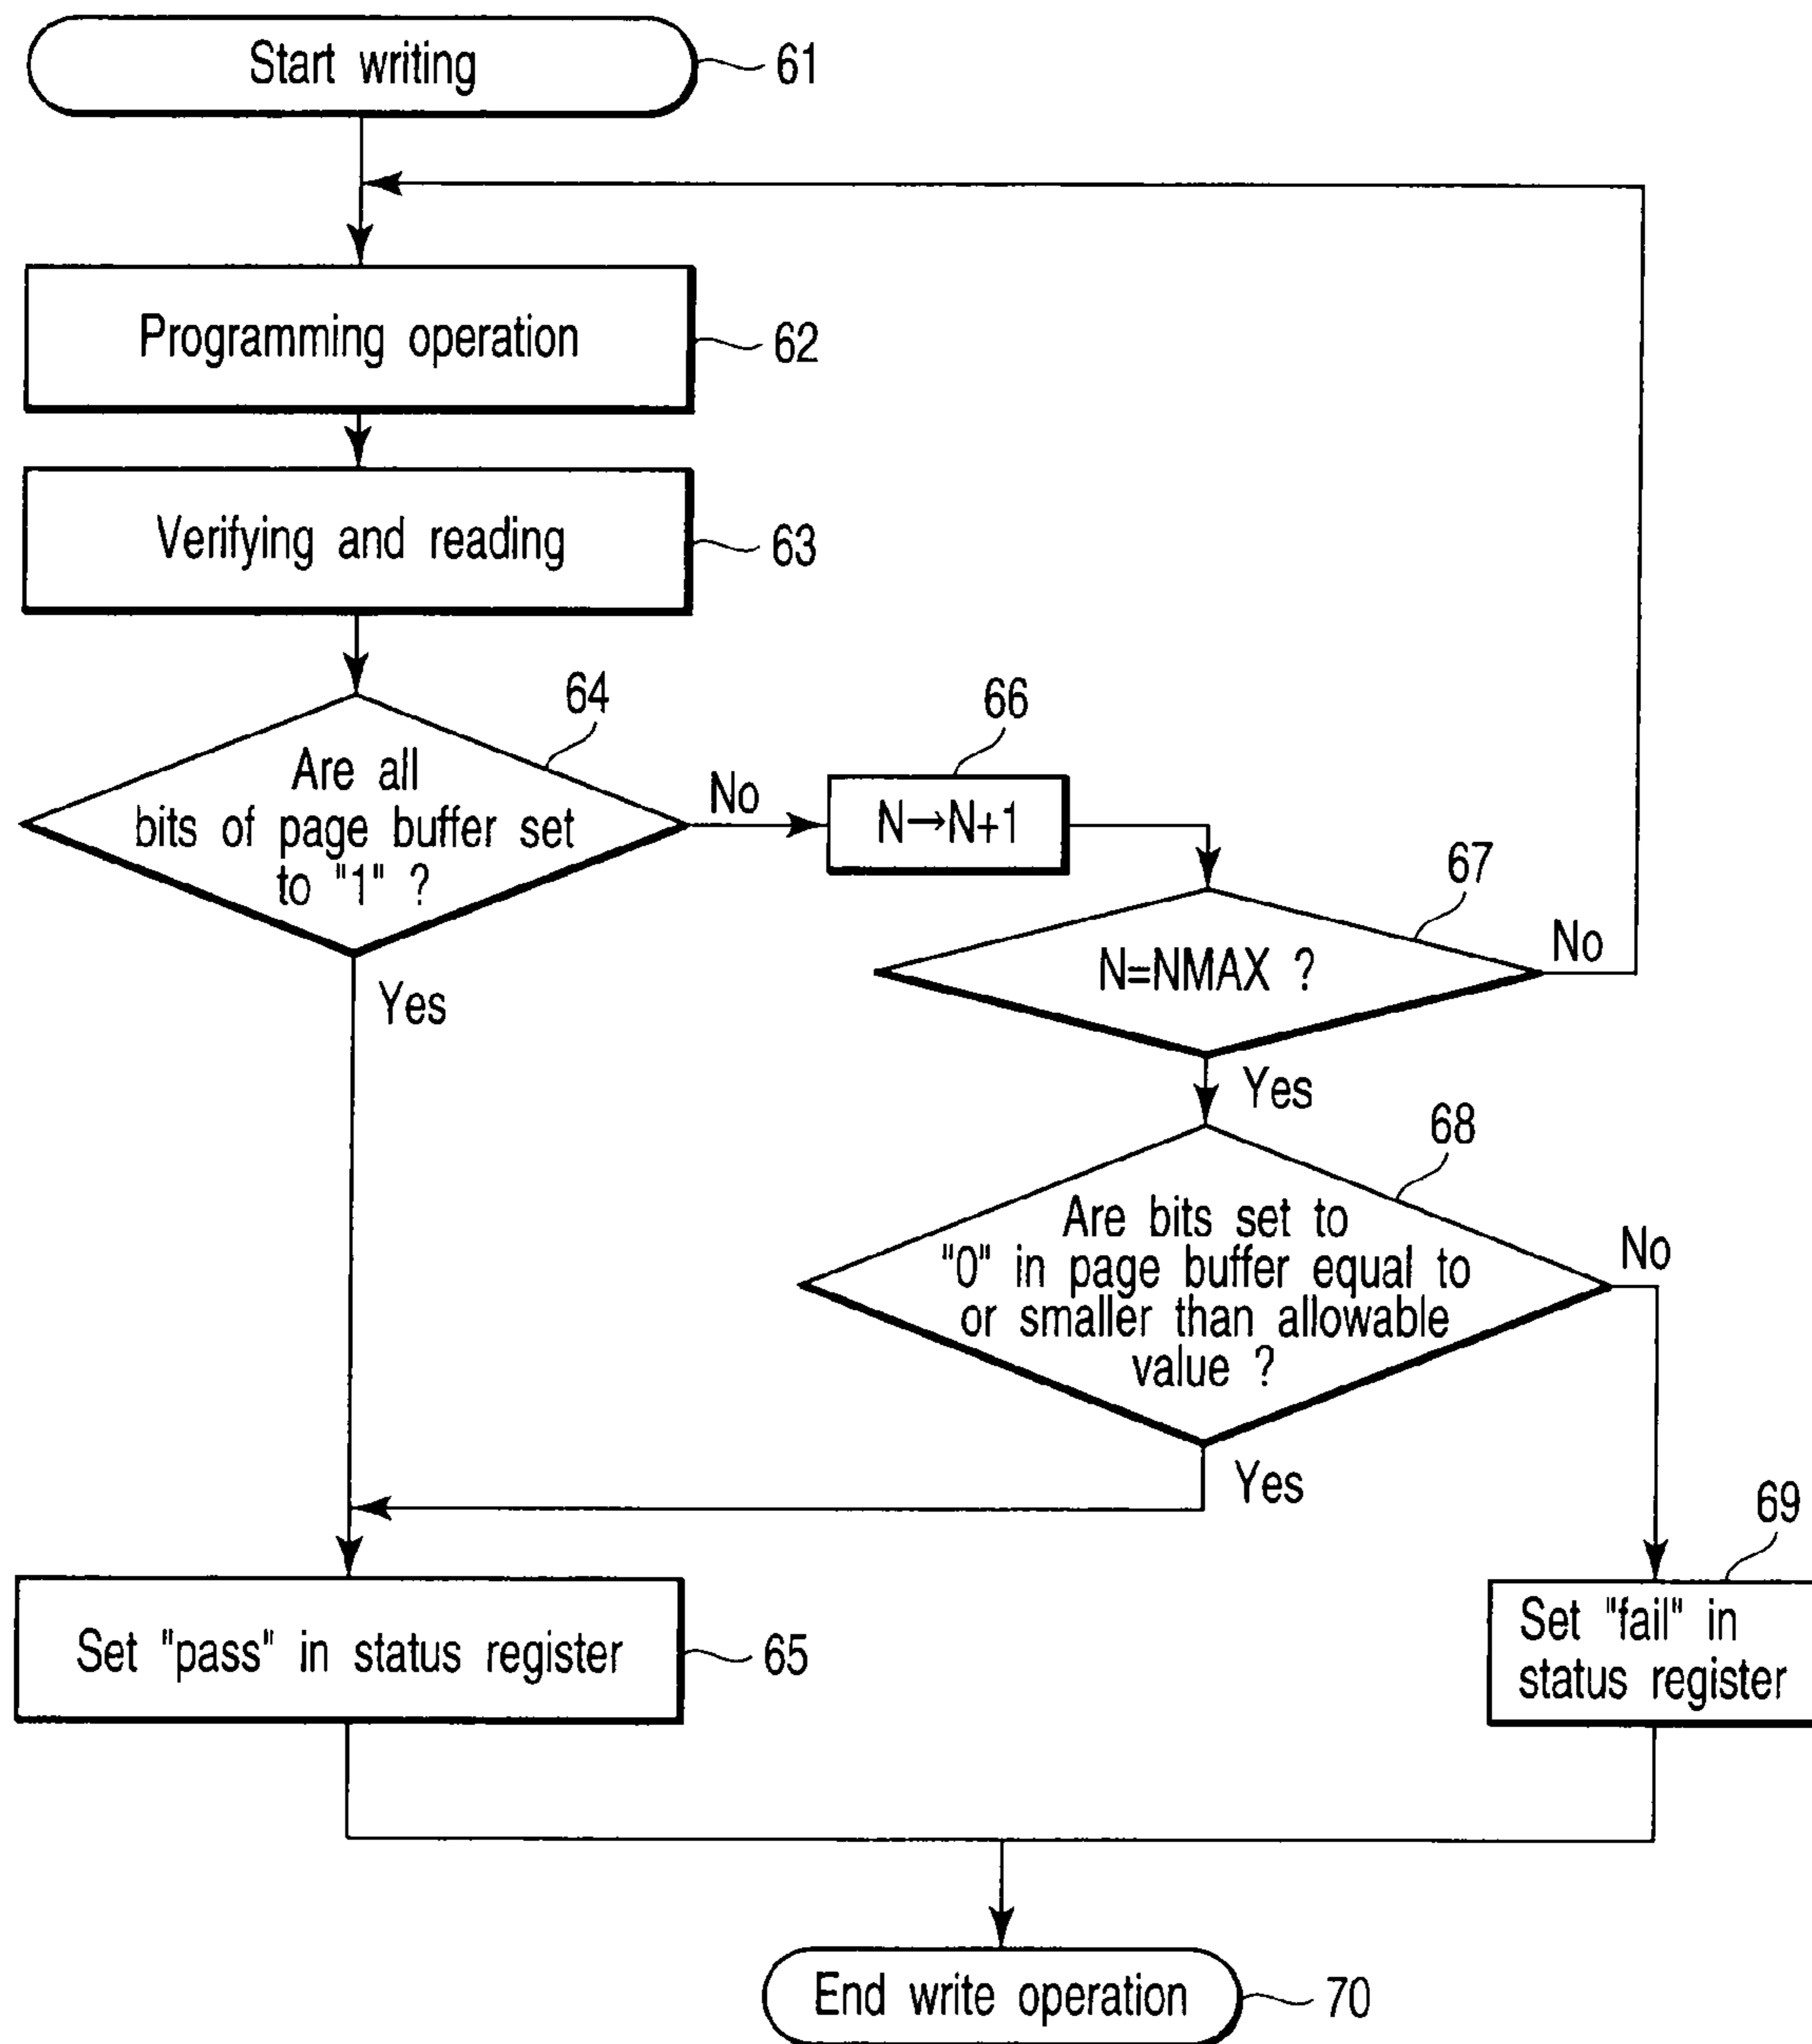 Start writing
61
Programming operation
62
Verifying and reading
63
64
Are all
bits of page buffer set
to "1" ?
No
66
N→N+1
67
N=NMAX ?
No
Yes
Yes
68
Are bits set to
"0" in page buffer equal to
or smaller than allowable
value ?
No
Yes
69
Set "pass" in status register
65
Set "fail" in
status register
End write operation
70